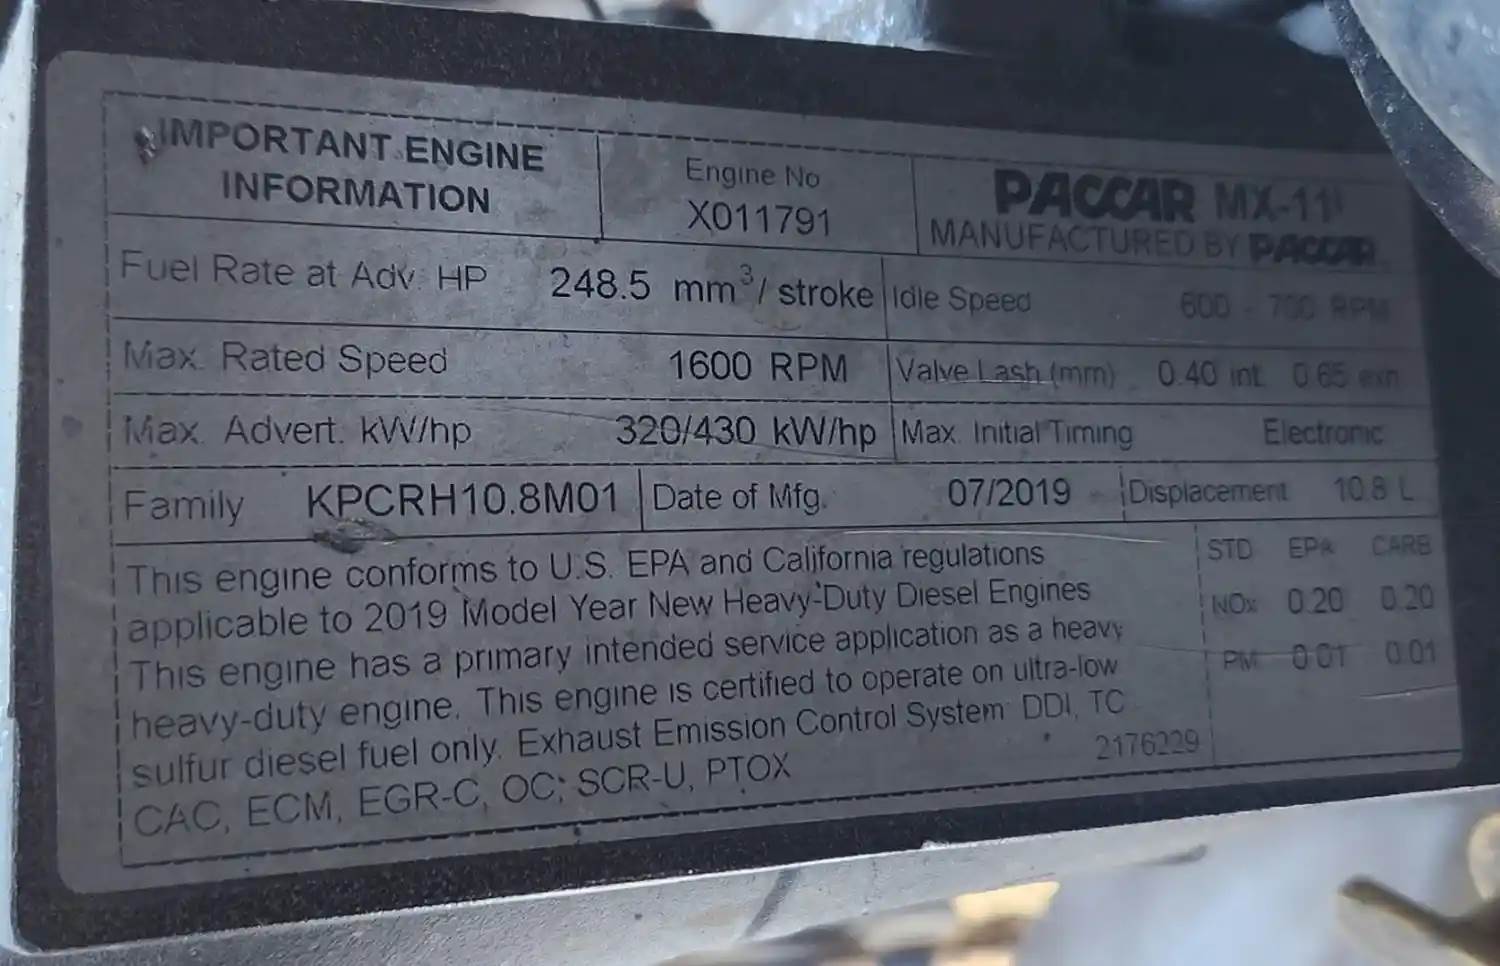 IMPORTANT ENGINE
INFORMATION
Engine No
X011791
PACCAR MX-11
MANUFACTURED BY PACCAR
Fuel Rate at Adv. HP 248.5 mm³/ stroke
Idle Speed 600 - 700 RPM
Max. Rated Speed 1600 RPM
Valve Lash (mm) 0.40 int. 0.65 exh
Max. Advert. kW/hp 320/430 kW/hp
Max. Initial Timing Electronic
Family KPCRH10.8M01
Date of Mfg. 07/2019
Displacement 10.8 L
This engine conforms to U.S. EPA and California regulations
applicable to 2019 Model Year New Heavy-Duty Diesel Engines
This engine has a primary intended service application as a heavy
heavy-duty engine. This engine is certified to operate on ultra-low
sulfur diesel fuel only. Exhaust Emission Control System: DDI, TC
CAC, ECM, EGR-C, OC; SCR-U, PTOX
2176229
STD EPA CARB
NOx 0.20 0.20
PM 0.01 0.01